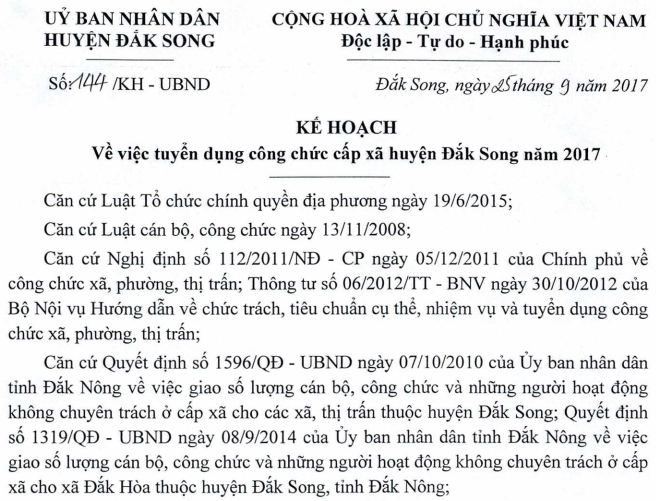 UỶ BAN NHÂN DÂN
HUYỆN ĐẮK SONG
CỘNG HOÀ XÃ HỘI CHỦ NGHĨA VIỆT NAM
Độc lập - Tự do - Hạnh phúc
Số: 144 /KH - UBND
Đắk Song, ngày 25 tháng 9 năm 2017
KẾ HOẠCH
Về việc tuyển dụng công chức cấp xã huyện Đắk Song năm 2017
Căn cứ Luật Tổ chức chính quyền địa phương ngày 19/6/2015;
Căn cứ Luật cán bộ, công chức ngày 13/11/2008;
Căn cứ Nghị định số 112/2011/NĐ - CP ngày 05/12/2011 của Chính phủ về
công chức xã, phường, thị trấn; Thông tư số 06/2012/TT - BNV ngày 30/10/2012 của
Bộ Nội vụ Hướng dẫn về chức trách, tiêu chuẩn cụ thể, nhiệm vụ và tuyển dụng công
chức xã, phường, thị trấn;
Căn cứ Quyết định số 1596/QĐ - UBND ngày 07/10/2010 của Ủy ban nhân dân
tỉnh Đắk Nông về việc giao số lượng cán bộ, công chức và những người hoạt động
không chuyên trách ở cấp xã cho các xã, thị trấn thuộc huyện Đắk Song; Quyết định
số 1319/QĐ - UBND ngày 08/9/2014 của Ủy ban nhân dân tỉnh Đắk Nông về việc
giao số lượng cán bộ, công chức và những người hoạt động không chuyên trách ở cấp
xã cho xã Đắk Hòa thuộc huyện Đắk Song, tỉnh Đắk Nông;